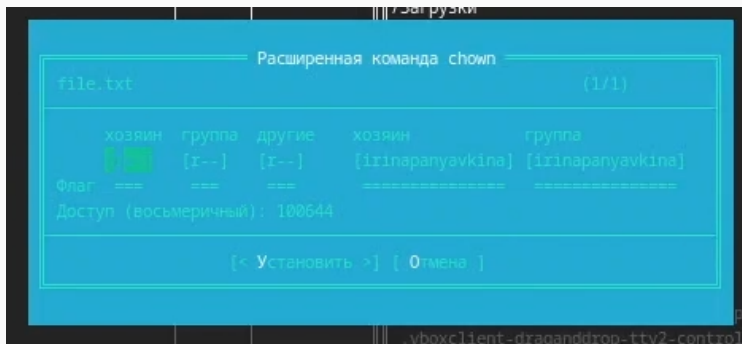 /Загрузки
Расширенная команда chown
file.txt (1/1)
хозяин группа другие хозяин группа
[r--] [r--] [irinapanyavkina] [irinapanyavkina]
Флаг === === === =============== ===============
Доступ (восьмеричный): 100644
[< Установить >] [ Отмена ]
.vboxclient-draganddrop-tty2-control